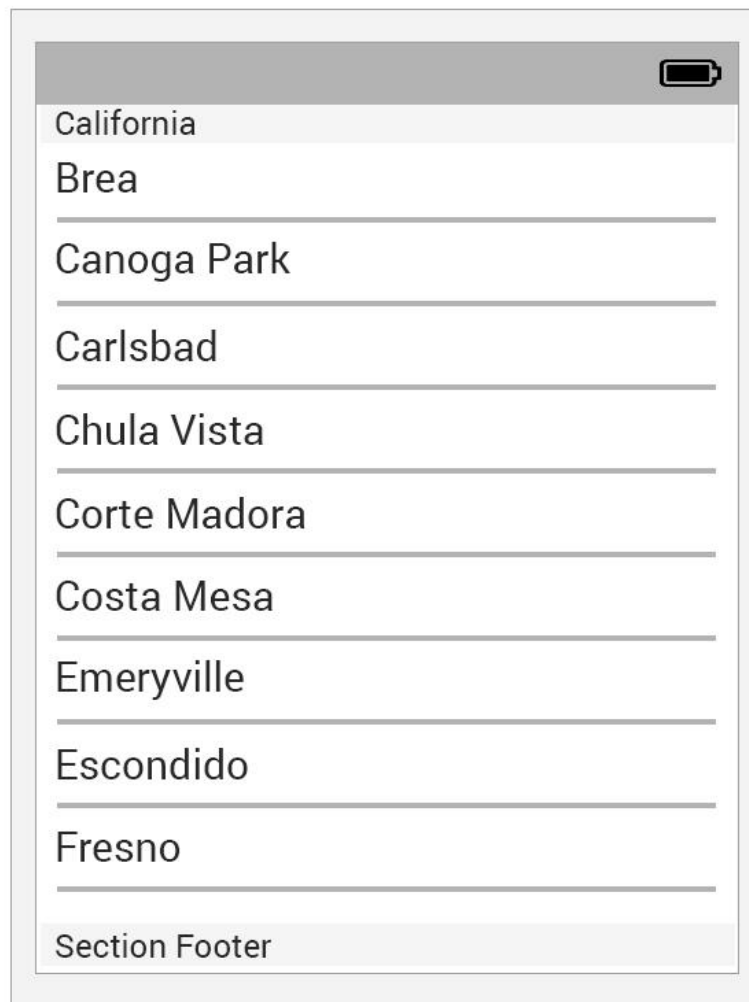 California
Brea
Canoga Park
Carlsbad
Chula Vista
Corte Madora
Costa Mesa
Emeryville
Escondido
Fresno
Section Footer